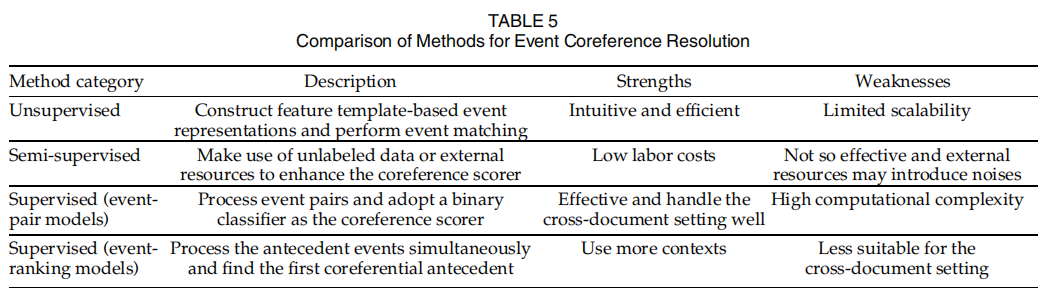 TABLE 5
Comparison of Methods for Event Coreference Resolution
Method category Description Strengths Weaknesses
Unsupervised Construct feature template-based event Intuitive and efficient Limited scalability
representations and perform event matching
Semi-supervised Make use of unlabeled data or external Low labor costs Not so effective and external
resources to enhance the coreference scorer resources may introduce noises
Supervised (event- Process event pairs and adopt a binary Effective and handle the High computational complexity
pair models) classifier as the coreference scorer cross-document setting well
Supervised (event- Process the antecedent events simultaneously Use more contexts Less suitable for the
ranking models) and find the first coreferential antecedent cross-document setting